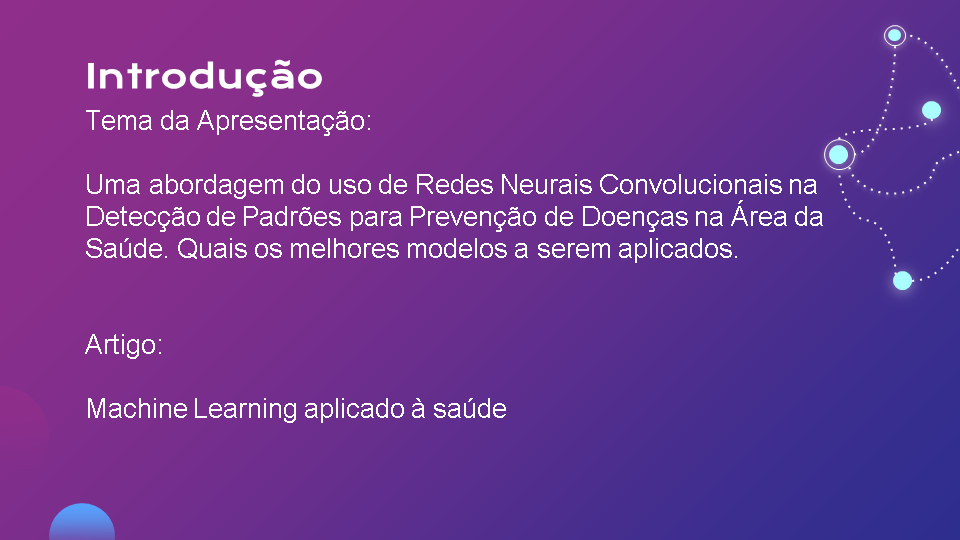 Introdução
Tema da Apresentação:
Uma abordagem do uso de Redes Neurais Convolucionais na
Detecção de Padrões para Prevenção de Doenças na Área da
Saúde. Quais os melhores modelos a serem aplicados.
Artigo:
Machine Learning aplicado à saúde